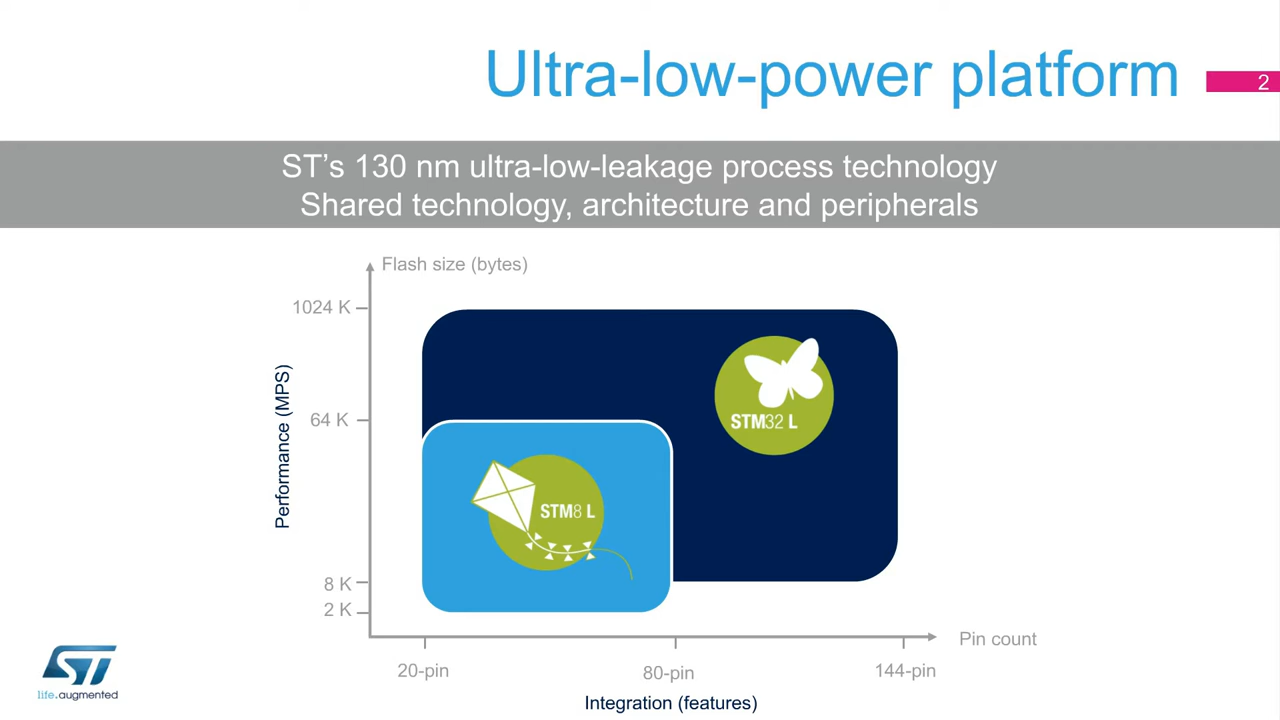 Ultra-low-power platform
2
ST’s 130 nm ultra-low-leakage process technology
Shared technology, architecture and peripherals
Flash size (bytes)
1024 K
64 K
8 K
2 K
Performance (MPS)
STM32 L
STM8 L
Pin count
20-pin
80-pin
144-pin
Integration (features)
ST
life.augmented